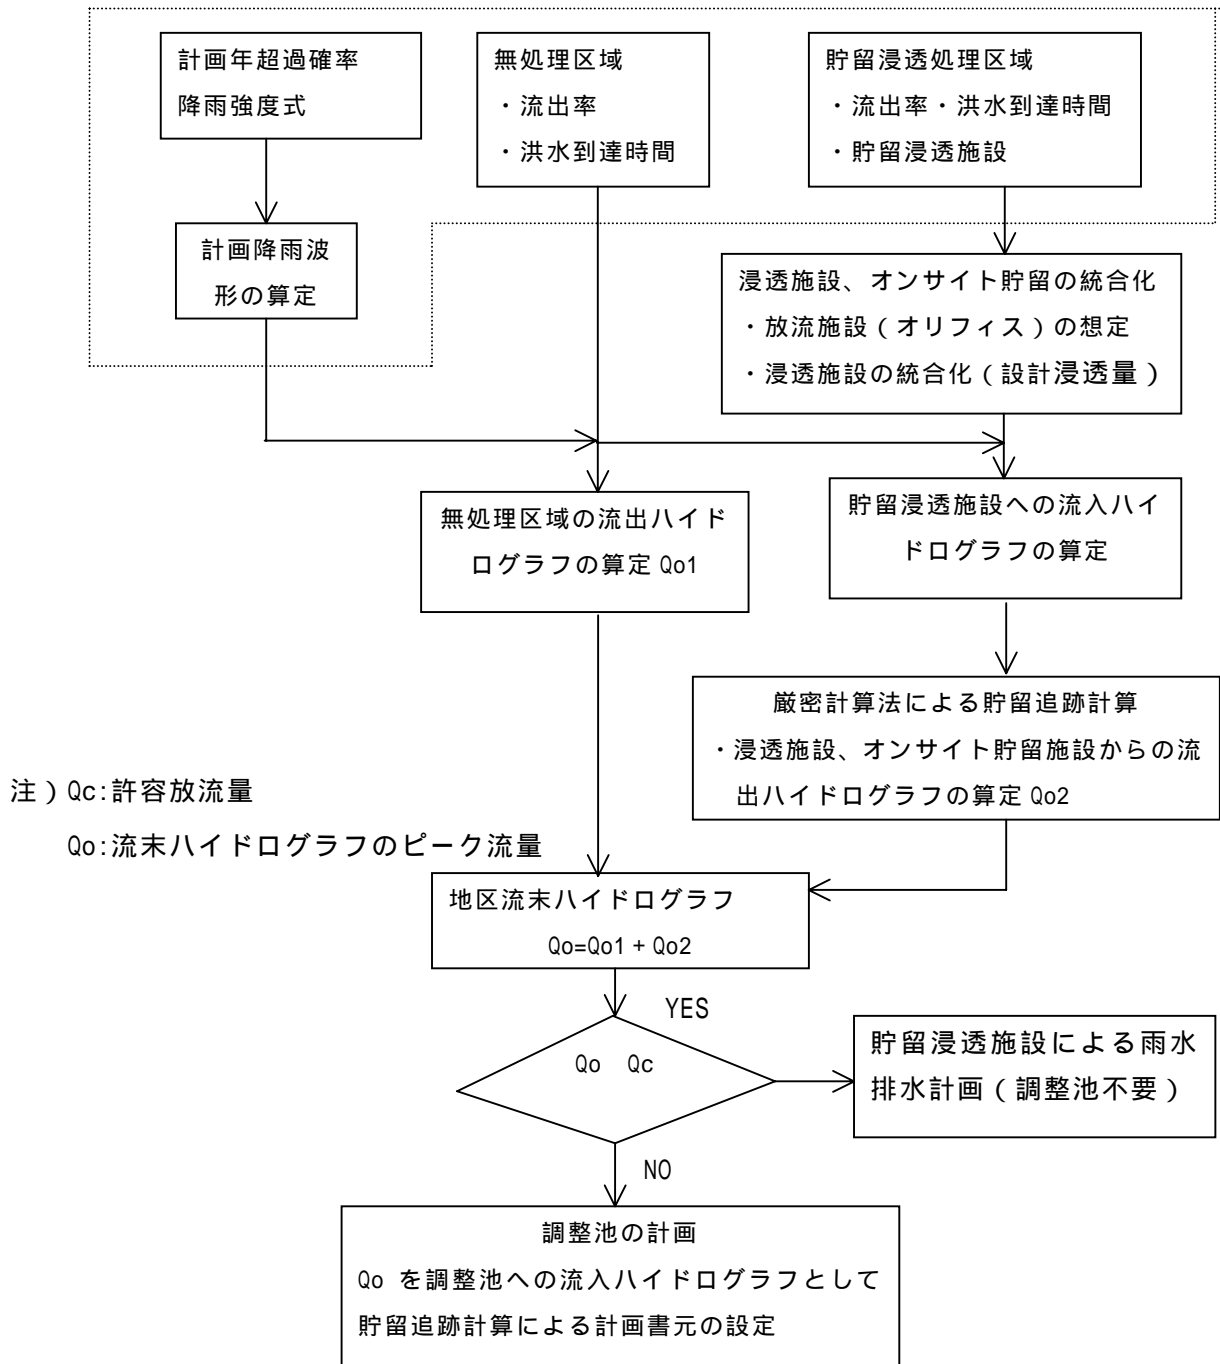 計画年超過確率
降雨強度式
無処理区域
・流出率
・洪水到達時間
貯留浸透処理区域
・流出率・洪水到達時間
・貯留浸透施設
計画降雨波
形の算定
浸透施設、オンサイト貯留の統合化
・放流施設(オリフィス)の想定
・浸透施設の統合化(設計浸透量)
無処理区域の流出ハイド
ログラフの算定 Qo1
貯留浸透施設への流入ハイ
ドログラフの算定
厳密計算法による貯留追跡計算
・浸透施設、オンサイト貯留施設からの流
出ハイドログラフの算定 Qo2
注)Qc:許容放流量
Qo:流末ハイドログラフのピーク流量
地区流末ハイドログラフ
Qo=Qo1+Qo2
YES
Qo Qc
貯留浸透施設による雨水
排水計画(調整池不要)
NO
調整池の計画
Qo を調整池への流入ハイドログラフとして
貯留追跡計算による計画書元の設定